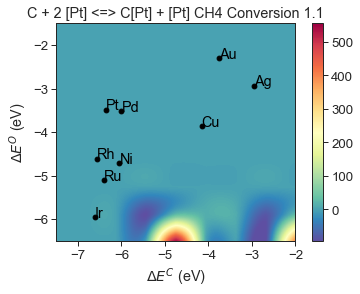 C + 2 [Pt] <=> C[Pt] + [Pt] CH4 Conversion 1.1
−2
−3
−4
−5
−6
ΔE^O (eV)
Au
Ag
Pt
Pd
Cu
Rh
Ni
Ru
Ir
−7
−6
−5
−4
−3
−2
ΔE^C (eV)
500
400
300
200
100
0